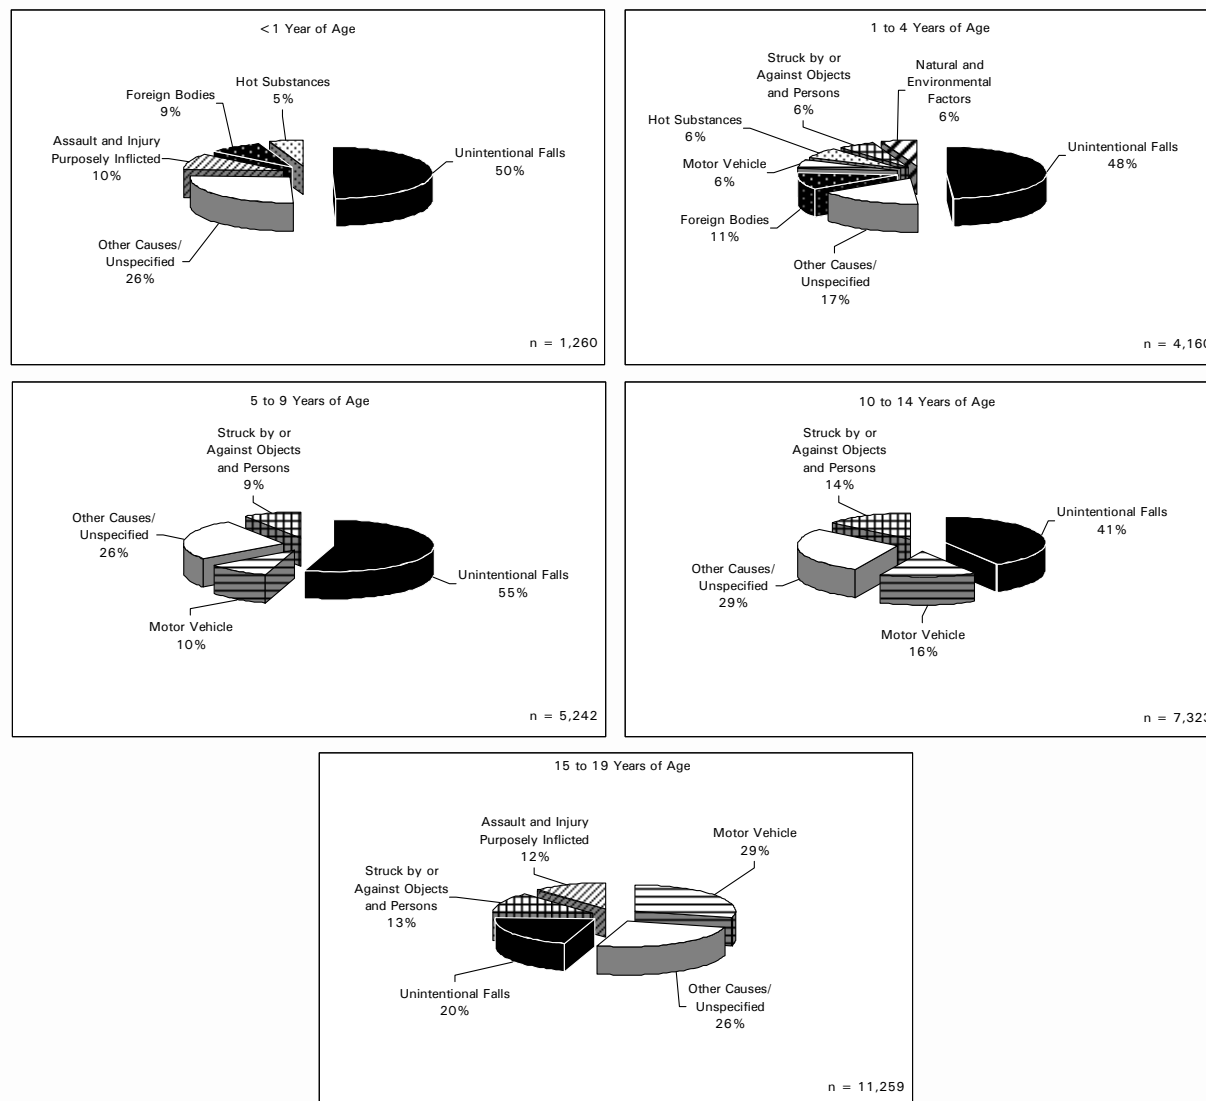 <1 Year of Age
Hot Substances
5%
Foreign Bodies
9%
Assault and Injury
Purposely Inflicted
10%
Unintentional Falls
50%
Other Causes/
Unspecified
26%
n = 1,260
1 to 4 Years of Age
Struck by or
Against Objects
and Persons
6%
Natural and
Environmental
Factors
6%
Hot Substances
6%
Motor Vehicle
6%
Unintentional Falls
48%
Foreign Bodies
11%
Other Causes/
Unspecified
17%
n = 4,160
5 to 9 Years of Age
Struck by or
Against Objects
and Persons
9%
Other Causes/
Unspecified
26%
Unintentional Falls
55%
Motor Vehicle
10%
n = 5,242
10 to 14 Years of Age
Struck by or
Against Objects
and Persons
14%
Unintentional Falls
41%
Other Causes/
Unspecified
29%
Motor Vehicle
16%
n = 7,323
15 to 19 Years of Age
Assault and Injury
Purposely Inflicted
12%
Motor Vehicle
29%
Struck by or
Against Objects
and Persons
13%
Unintentional Falls
20%
Other Causes/
Unspecified
26%
n = 11,259